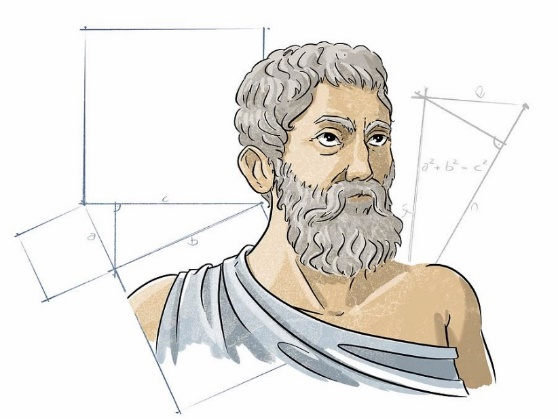 a²+b² = c²
c
a
b